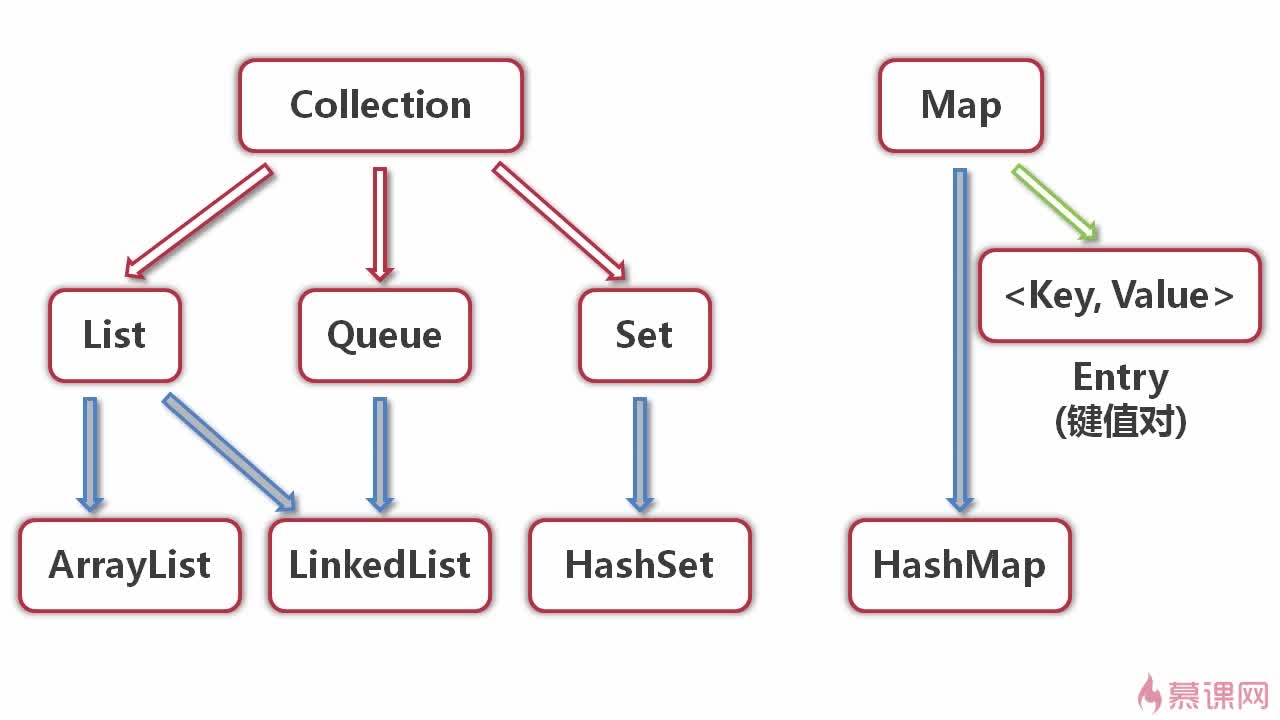 Collection
Map
<Key, Value>
List
Queue
Set
Entry
(键值对)
ArrayList
LinkedList
HashSet
HashMap
慕课网